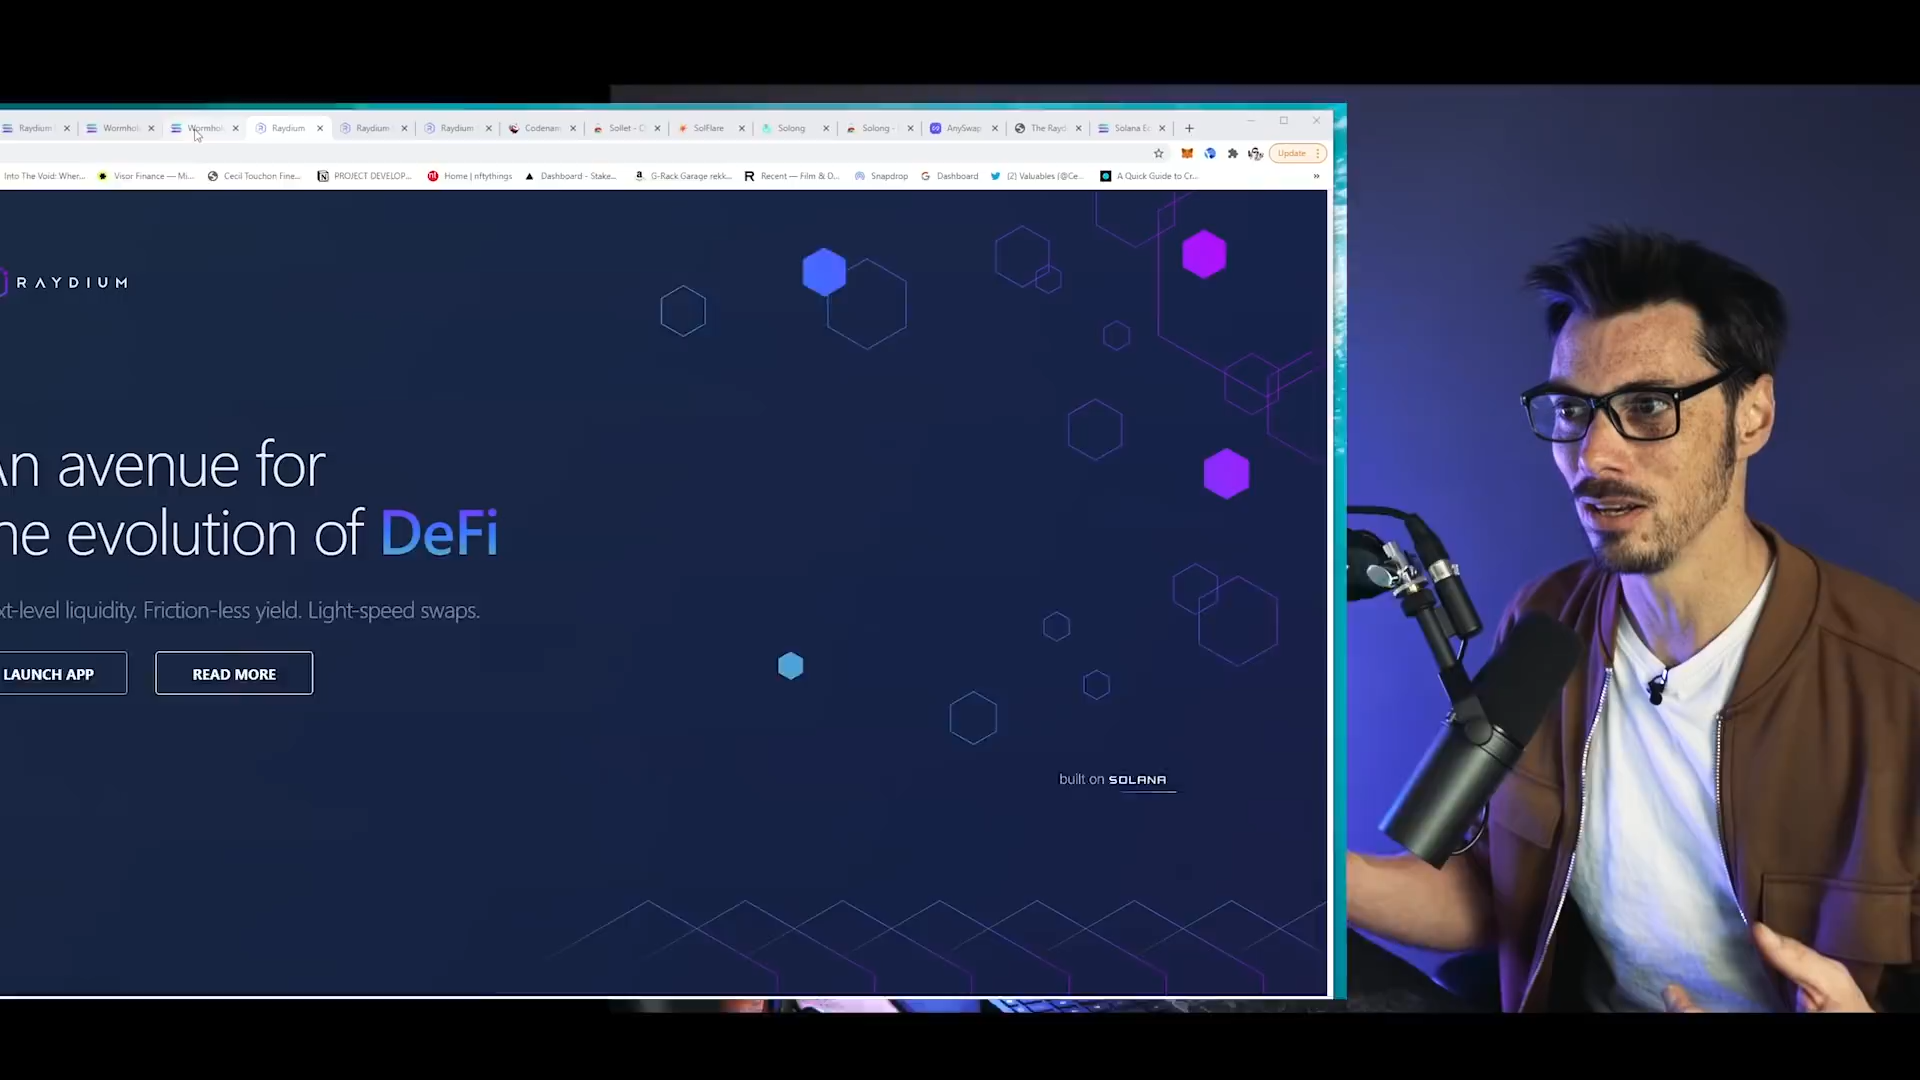 Raydium
Wormhol
Wormhol
Raydium
Raydium
Raydium
Codenam
Sollet - C
SolFlare
Solong
Solong -
AnySwap
The Rayd
Solana Ec
Update
Into The Void: Wher...
Visor Finance — Mi...
Cecil Touchon Fine...
PROJECT DEVELOP...
Home | nftythings
Dashboard - Stake...
G-Rack Garage rekk...
Recent — Film & D...
Snapdrop
Dashboard
(2) Valuables (@Ce...
A Quick Guide to Cr...
RAYDIUM
An avenue for
he evolution of DeFi
xt-level liquidity. Friction-less yield. Light-speed swaps.
LAUNCH APP
READ MORE
built on SOLANA